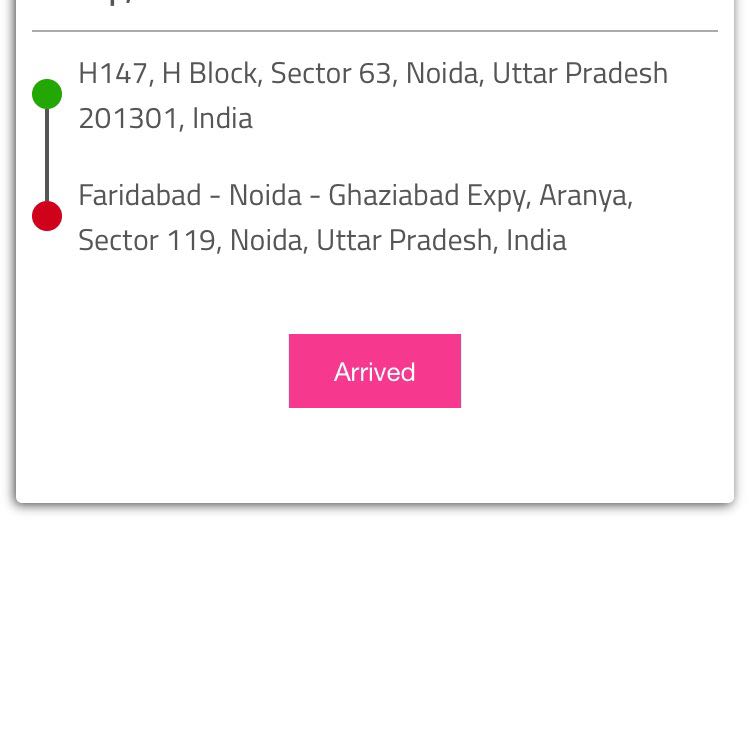 H147, H Block, Sector 63, Noida, Uttar Pradesh
201301, India
Faridabad - Noida - Ghaziabad Expy, Aranya,
Sector 119, Noida, Uttar Pradesh, India
Arrived